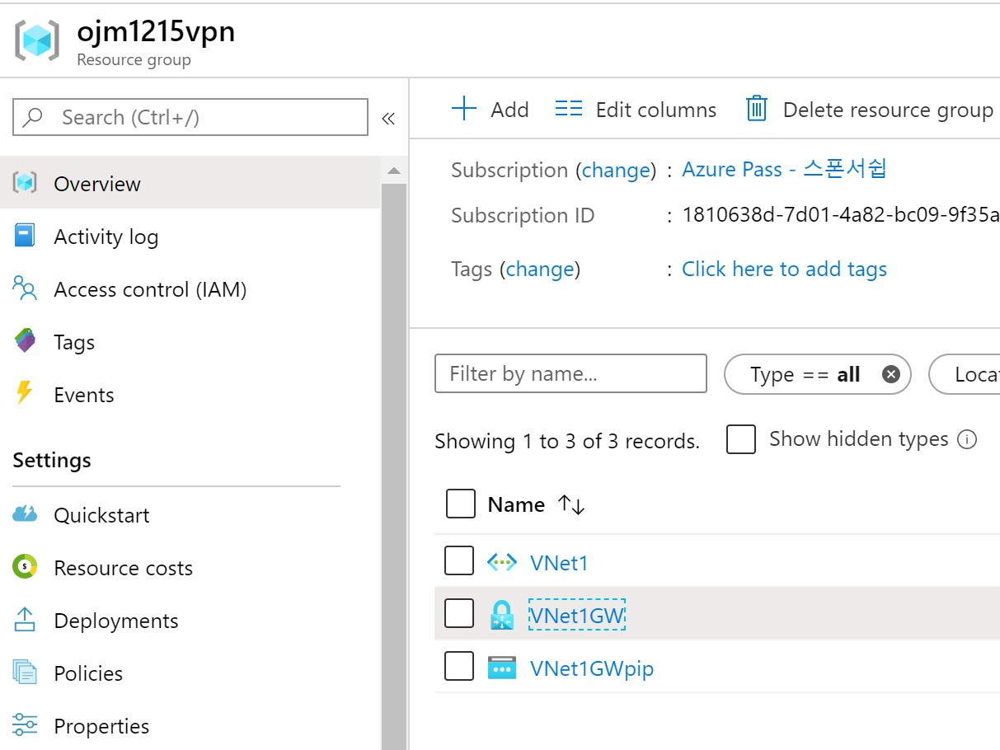 ojm1215vpn
Resource group
Search (Ctrl+/)
«
Overview
Activity log
Access control (IAM)
Tags
Events
Settings
Quickstart
Resource costs
Deployments
Policies
Properties
Add
Edit columns
Delete resource group
Subscription (change) : Azure Pass - 스폰서쉽
Subscription ID : 1810638d-7d01-4a82-bc09-9f35a
Tags (change) : Click here to add tags
Filter by name...
Type == all
Locat
Showing 1 to 3 of 3 records.
Show hidden types
Name ↑↓
VNet1
VNet1GW
VNet1GWpip